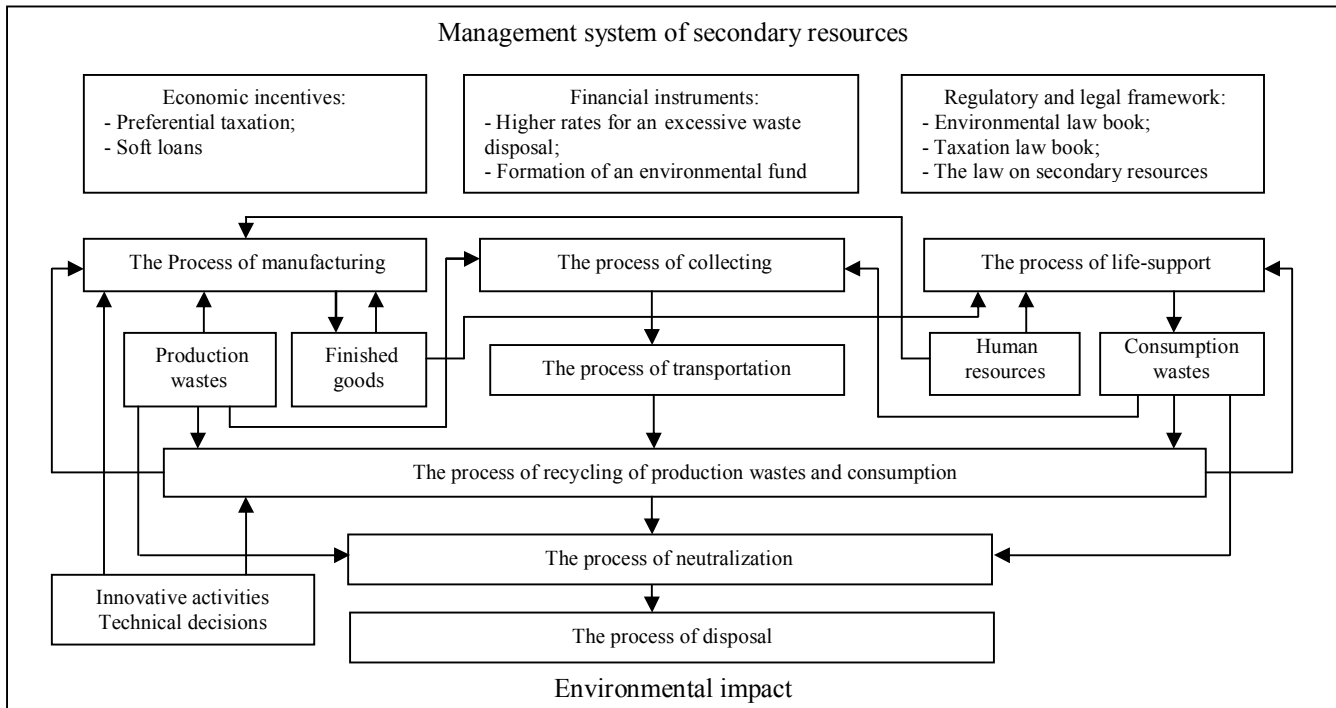 Management system of secondary resources
Economic incentives:
- Preferential taxation;
- Soft loans
Financial instruments:
- Higher rates for an excessive waste
disposal;
- Formation of an environmental fund
Regulatory and legal framework:
- Environmental law book;
- Taxation law book;
- The law on secondary resources
The Process of manufacturing
The process of collecting
The process of life-support
Production
wastes
Finished
goods
The process of transportation
Human
resources
Consumption
wastes
The process of recycling of production wastes and consumption
The process of neutralization
Innovative activities
Technical decisions
The process of disposal
Environmental impact